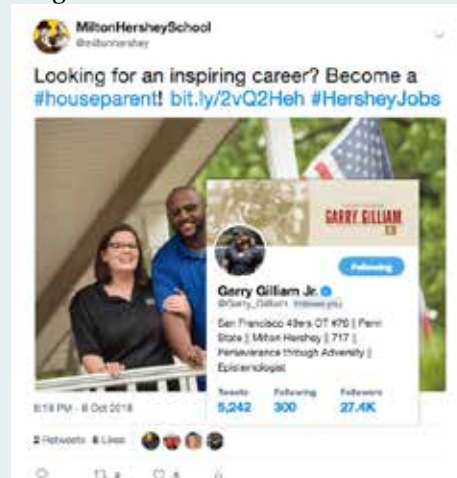 MiltonHersheySchool
@miltonhershey
Looking for an inspiring career? Become a
#houseparent! bit.ly/2vQ2Heh #HersheyJobs
GARRY GILLIAM
Following
Garry Gilliam Jr.
@Garry_Gilliam Follows you
San Francisco 49ers OT #76 || Penn
State || Milton Hershey || 717 ||
Perseverance through Adversity ||
Epistemologist
Tweets Following Followers
5,242 300 27.4K
PM - 8 Oct 2018
2 Retweets 8 Likes